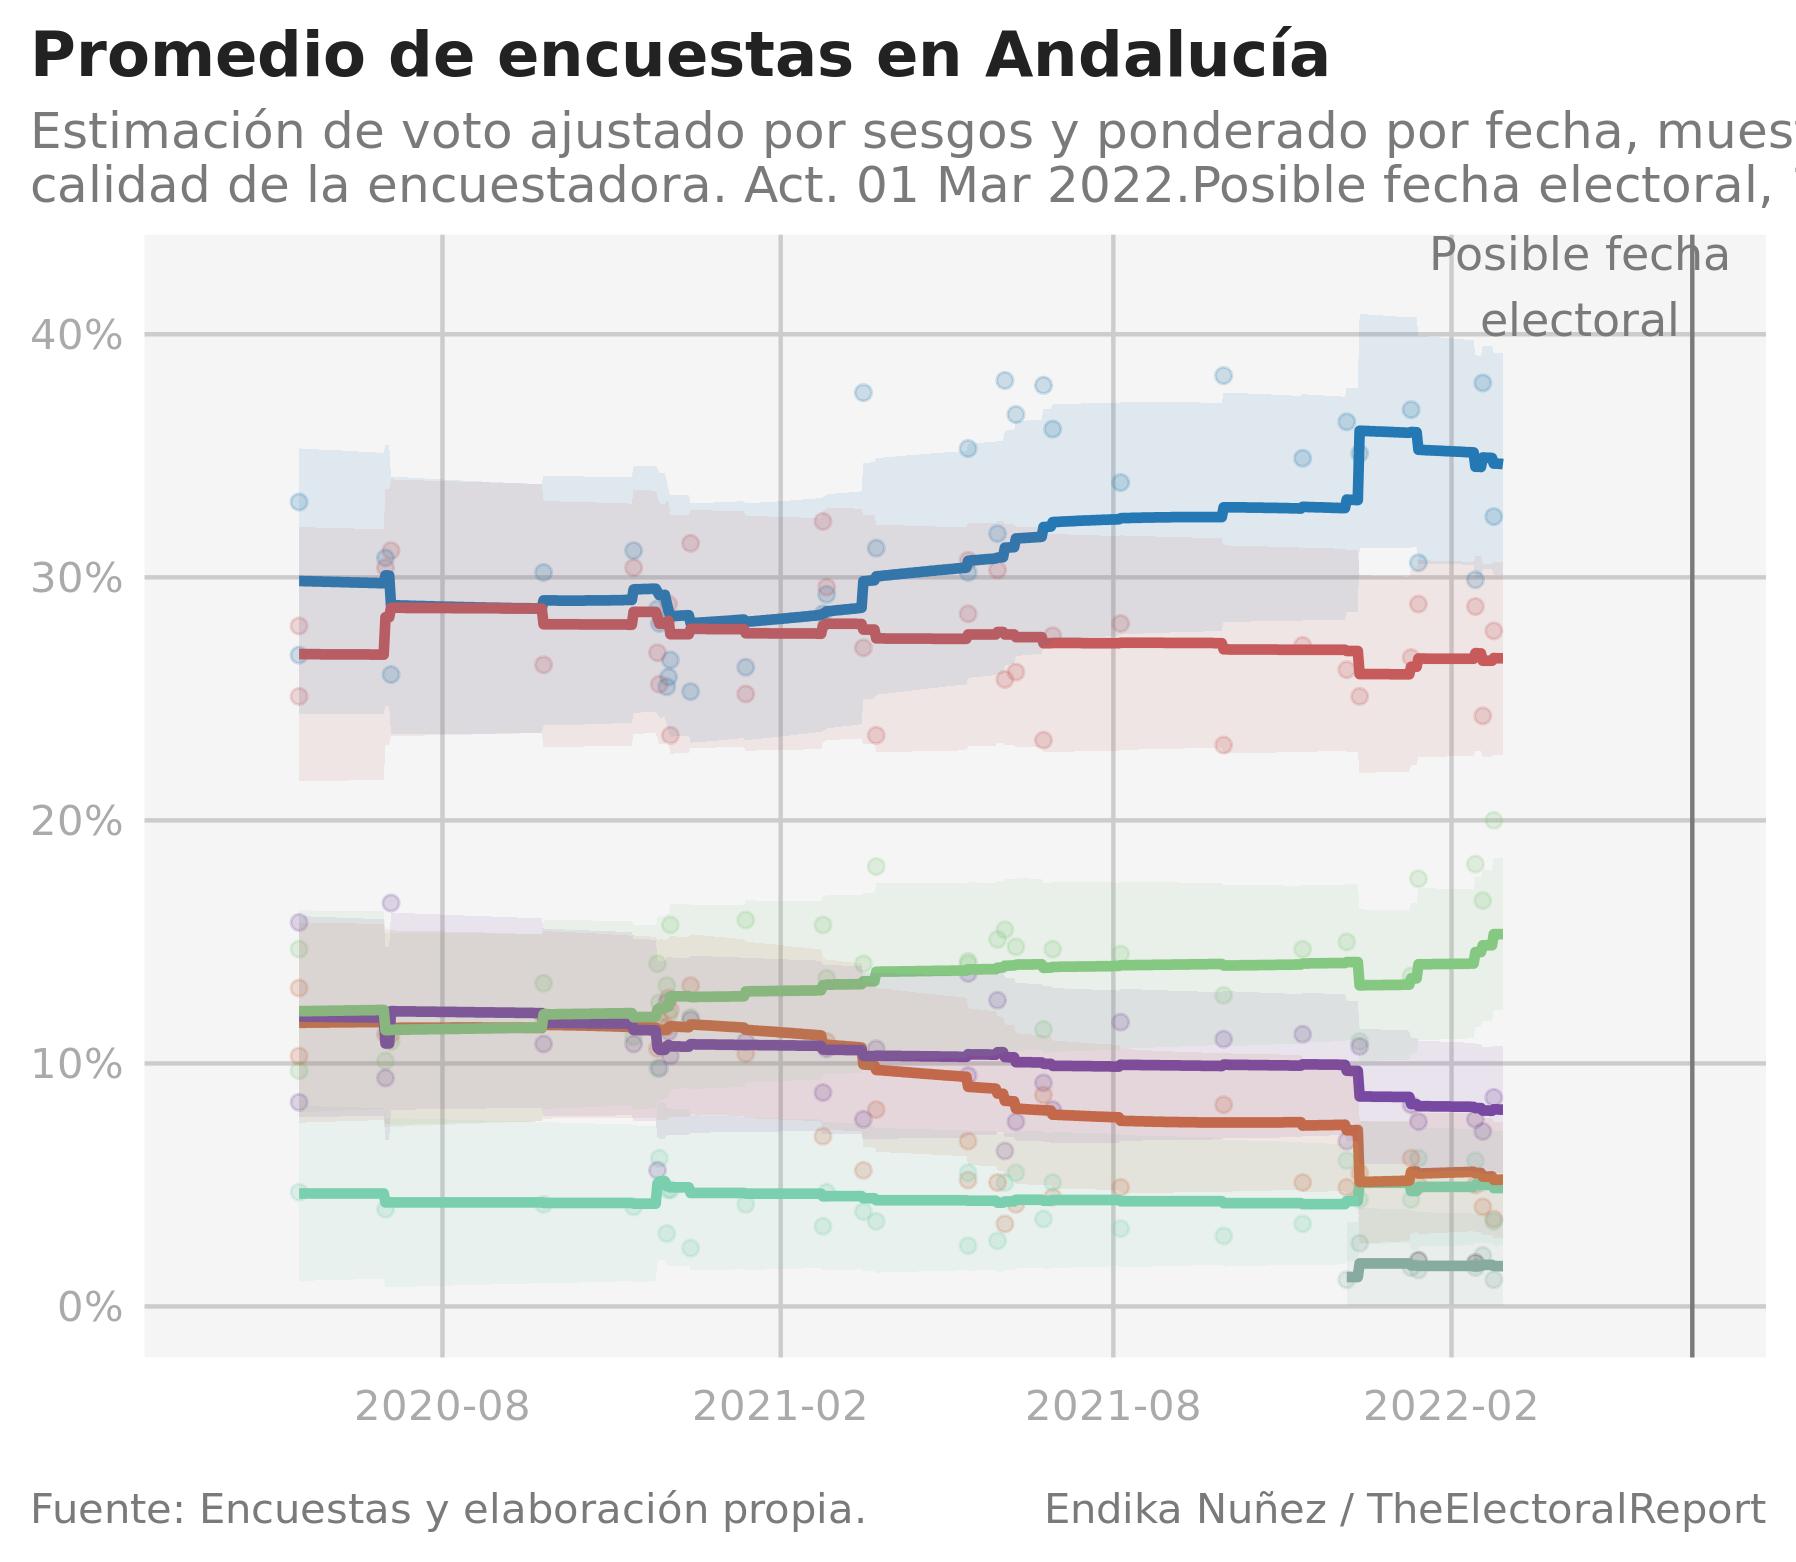 Promedio de encuestas en Andalucía
Estimación de voto ajustado por sesgos y ponderado por fecha,
calidad de la encuestadora. Act. 01 Mar 2022.Posible fecha electoral,
Posible fecha
electoral
40%
30%
20%
10%
0%
2020-08 2021-02 2021-08 2022-02
Fuente: Encuestas y elaboración propia. Endika Nuñez / TheElectoralReport